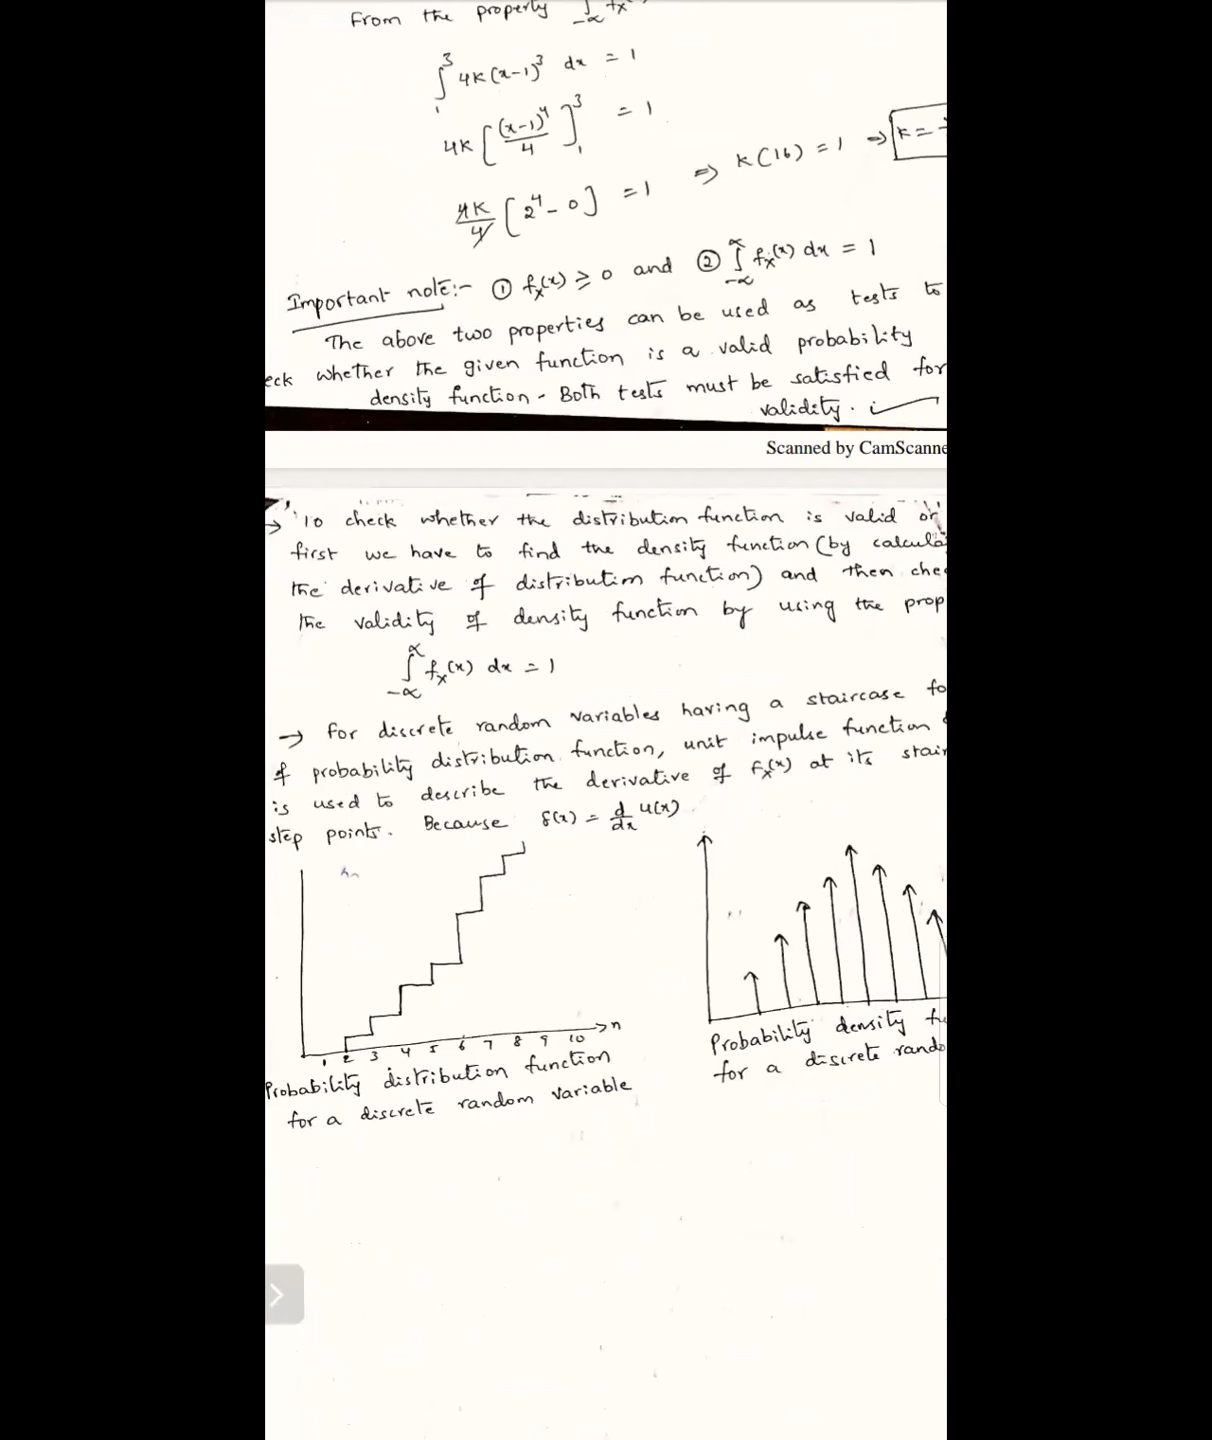 From the property ∫_{-∞} fx
∫₁³ 4K(x-1)³ dx = 1
4K [(x-1)⁴/4]₁³ = 1
4K/4 [2⁴ - 0] = 1 ⇒ K(16) = 1 ⇒ K =
Important note:- ① fx(x) ≥ 0 and ② ∫_{-∞}^{∞} fx(x) dx = 1
The above two properties can be used as tests to
eck whether the given function is a valid probability
density function - Both tests must be satisfied for
validity.
Scanned by CamScanne
→ To check whether the distribution function is valid or
first we have to find the density function (by calcula
the derivative of distribution function) and then che
the validity of density function by using the prop
∫_{-∞}^{∞} fx(x) dx = 1
→ For discrete random variables having a staircase fo
of probability distribution function, unit impulse function
is used to describe the derivative of Fx(x) at its stair
step points. Because δ(x) = d/dx u(x)
1 2 3 4 5 6 7 8 9 10 → n
Probability distribution function
for a discrete random variable
Probability density fu
for a discrete rando